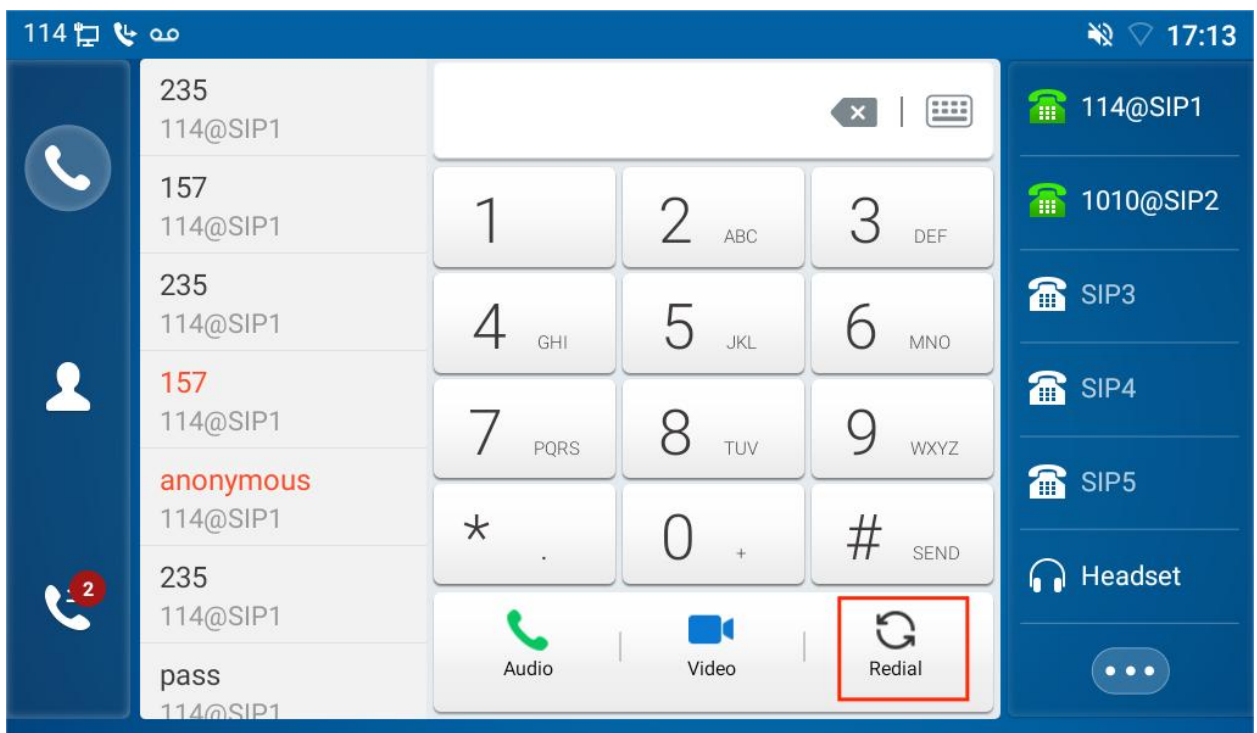 114
17:13
2
235
114@SIP1
157
114@SIP1
235
114@SIP1
157
114@SIP1
anonymous
114@SIP1
235
114@SIP1
pass
114@SIP1
1
2 ABC
3 DEF
4 GHI
5 JKL
6 MNO
7 PQRS
8 TUV
9 WXYZ
* .
0 +
# SEND
Audio
Video
Redial
114@SIP1
1010@SIP2
SIP3
SIP4
SIP5
Headset